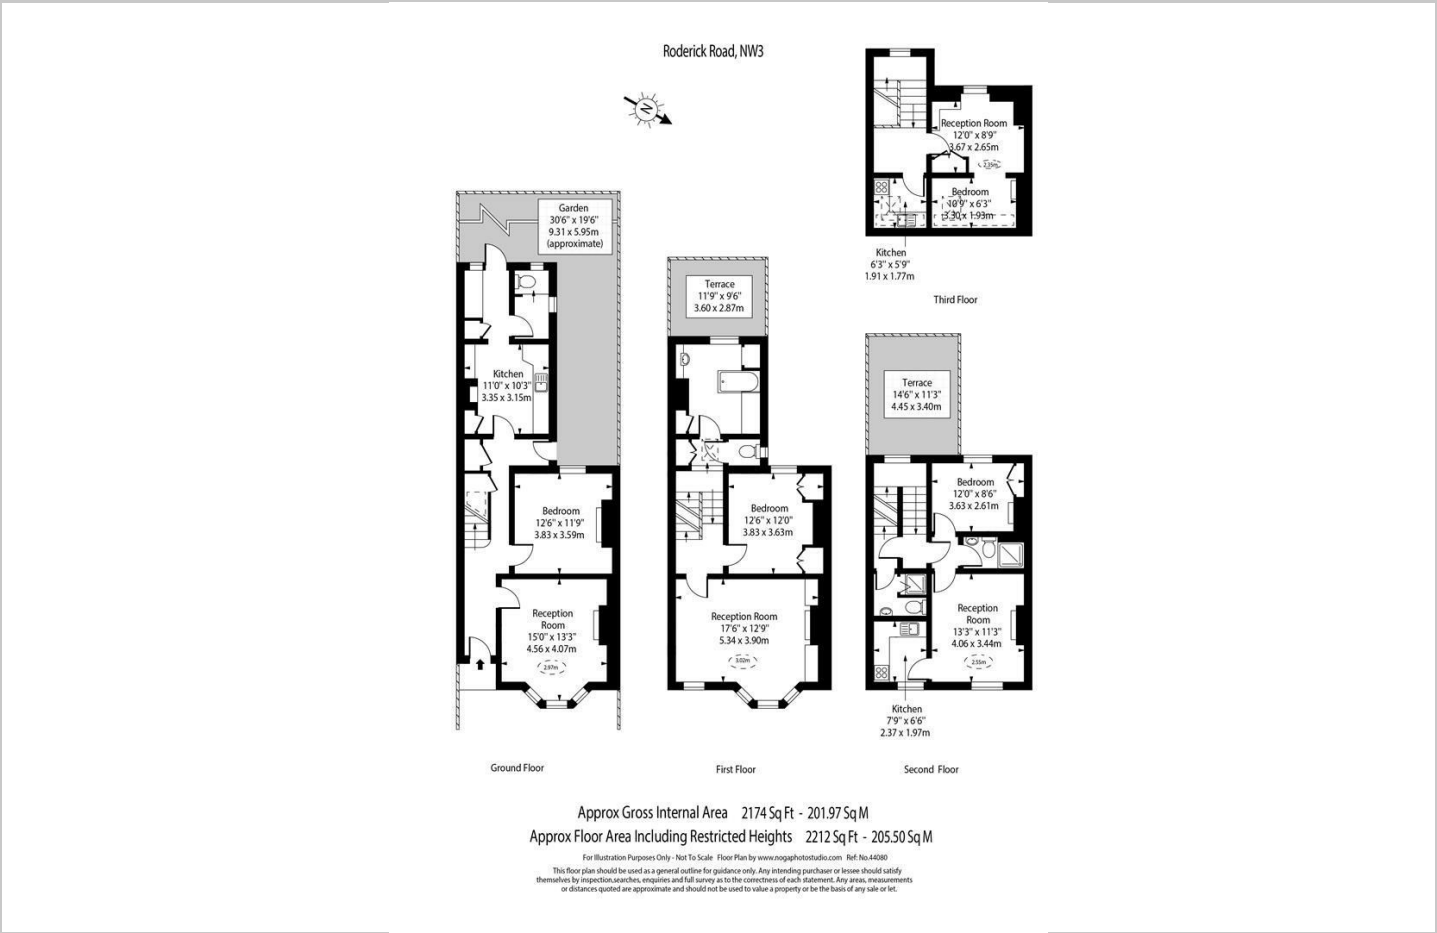 Roderick Road, NW3
N
Reception Room
12'0" x 8'9"
3.67 x 2.65m
2.35m
Bedroom
10'9" x 6'3"
3.30 x 1.93m
Kitchen
6'3" x 5'9"
1.91 x 1.77m
Third Floor
Garden
30'6" x 19'6"
9.31 x 5.95m
(approximate)
Kitchen
11'0" x 10'3"
3.35 x 3.15m
Bedroom
12'6" x 11'9"
3.83 x 3.59m
Reception
Room
15'0" x 13'3"
4.56 x 4.07m
2.97m
Ground Floor
Terrace
11'9" x 9'6"
3.60 x 2.87m
Bedroom
12'6" x 12'0"
3.83 x 3.63m
Reception Room
17'6" x 12'9"
5.34 x 3.90m
3.02m
First Floor
Terrace
14'6" x 11'3"
4.45 x 3.40m
Bedroom
12'0" x 8'6"
3.63 x 2.61m
Reception
Room
13'3" x 11'3"
4.06 x 3.44m
2.55m
Kitchen
7'9" x 6'6"
2.37 x 1.97m
Second Floor
Approx Gross Internal Area 2174 Sq Ft - 201.97 Sq M
Approx Floor Area Including Restricted Heights 2212 Sq Ft - 205.50 Sq M
For Illustration Purposes Only - Not To Scale Floor Plan by www.nogaphotostudio.com Ref: No.44080
This floor plan should be used as a general outline for guidance only. Any intending purchaser or lessee should satisfy
themselves by inspection,searches, enquiries and full survey as to the correctness of each statement. Any areas, measurements
or distances quoted are approximate and should not be used to value a property or be the basis of any sale or let.